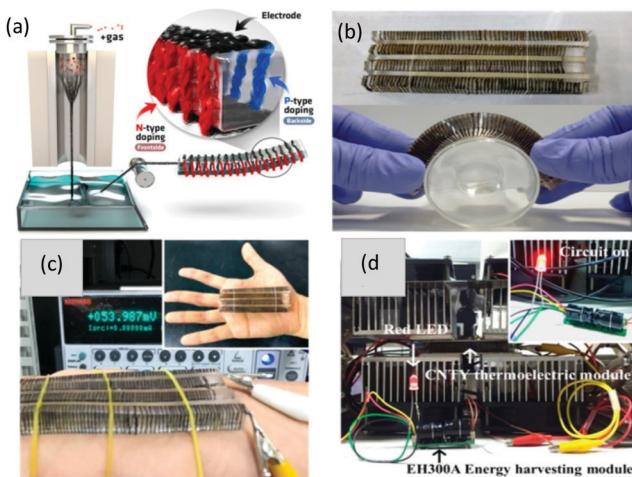 (a)
+gas
Electrode
N-type
doping
Frontside
P-type
doping
Backside
(b)
(c)
+053.987mV
(d)
Circuit on
Red LED
CNTY thermoelectric module
EH300A Energy harvesting module